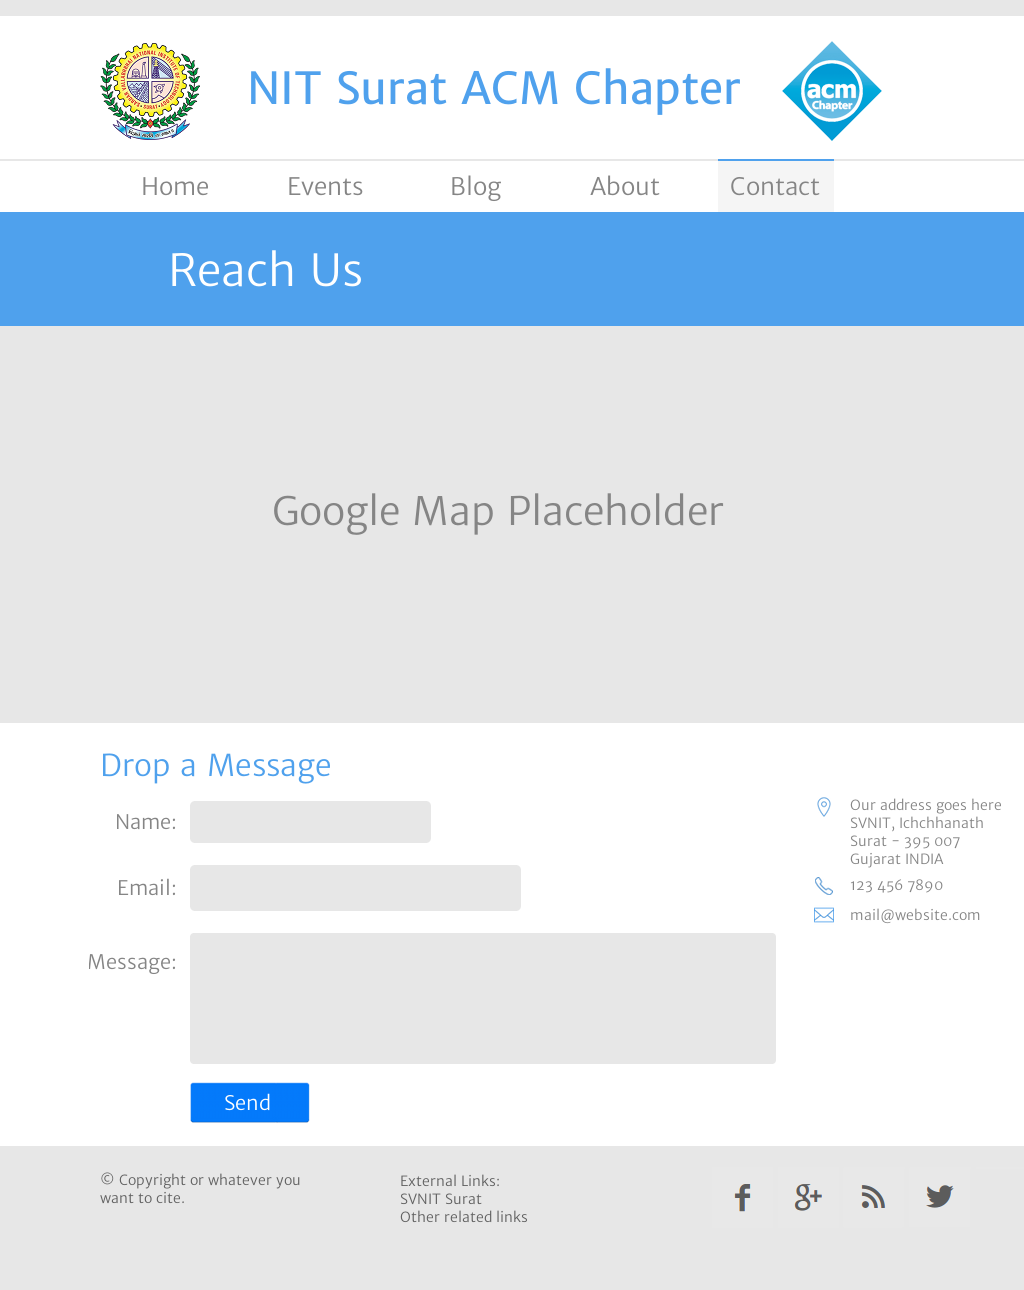 NIT Surat ACM Chapter
acm
Chapter
Home
Events
Blog
About
Contact
Reach Us
Google Map Placeholder
Drop a Message
Name:
Email:
Message:
Send
Our address goes here
SVNIT, Ichchhanath
Surat - 395 007
Gujarat INDIA
123 456 7890
mail@website.com
© Copyright or whatever you
want to cite.
External Links:
SVNIT Surat
Other related links